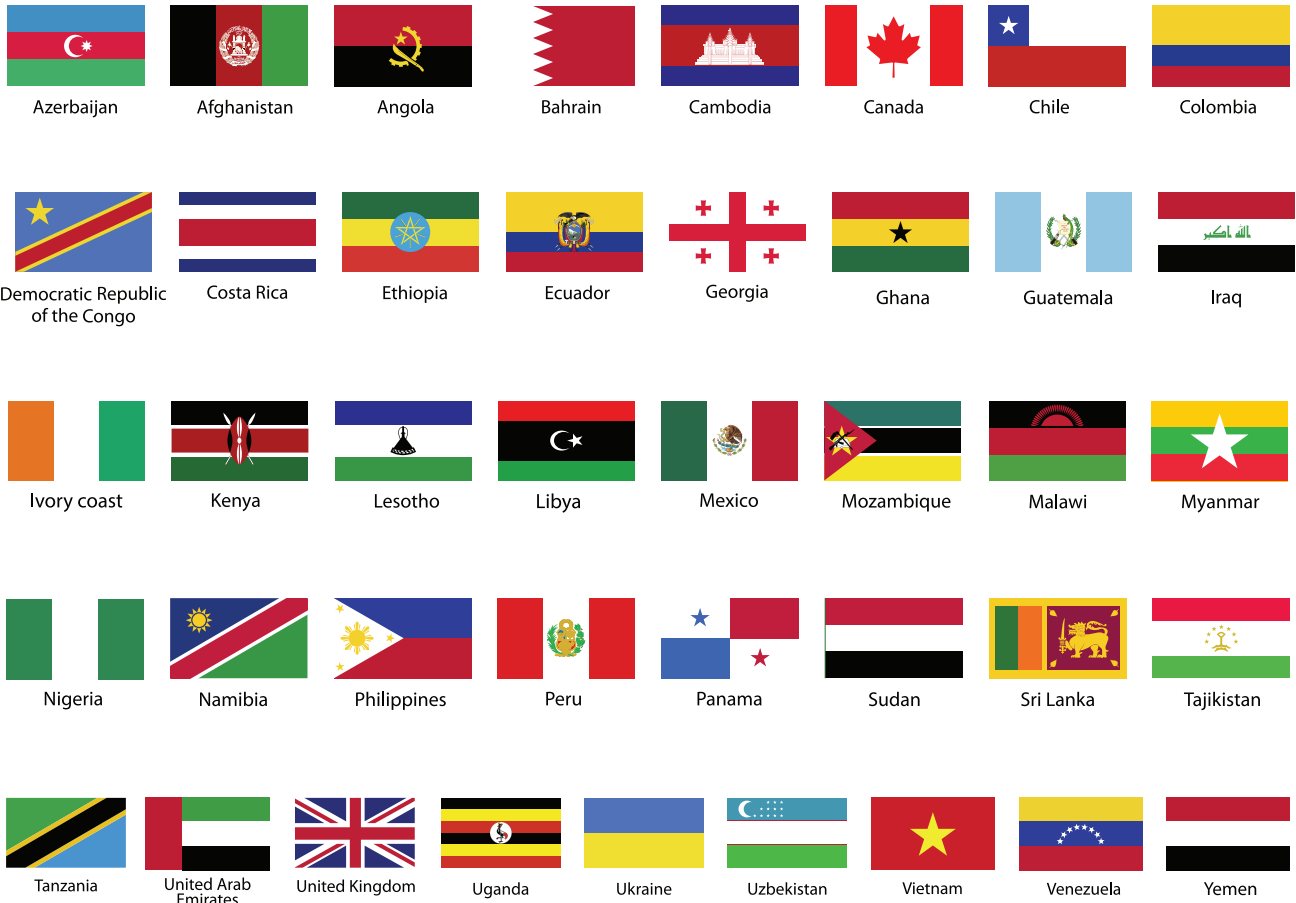 Azerbaijan
Afghanistan
Angola
Bahrain
Cambodia
Canada
Chile
Colombia
Democratic Republic
of the Congo
Costa Rica
Ethiopia
Ecuador
Georgia
Ghana
Guatemala
الله اكبر
Iraq
Ivory coast
Kenya
Lesotho
Libya
Mexico
Mozambique
Malawi
Myanmar
Nigeria
Namibia
Philippines
Peru
Panama
Sudan
Sri Lanka
Tajikistan
Tanzania
United Arab
Emirates
United Kingdom
Uganda
Ukraine
Uzbekistan
Vietnam
Venezuela
Yemen